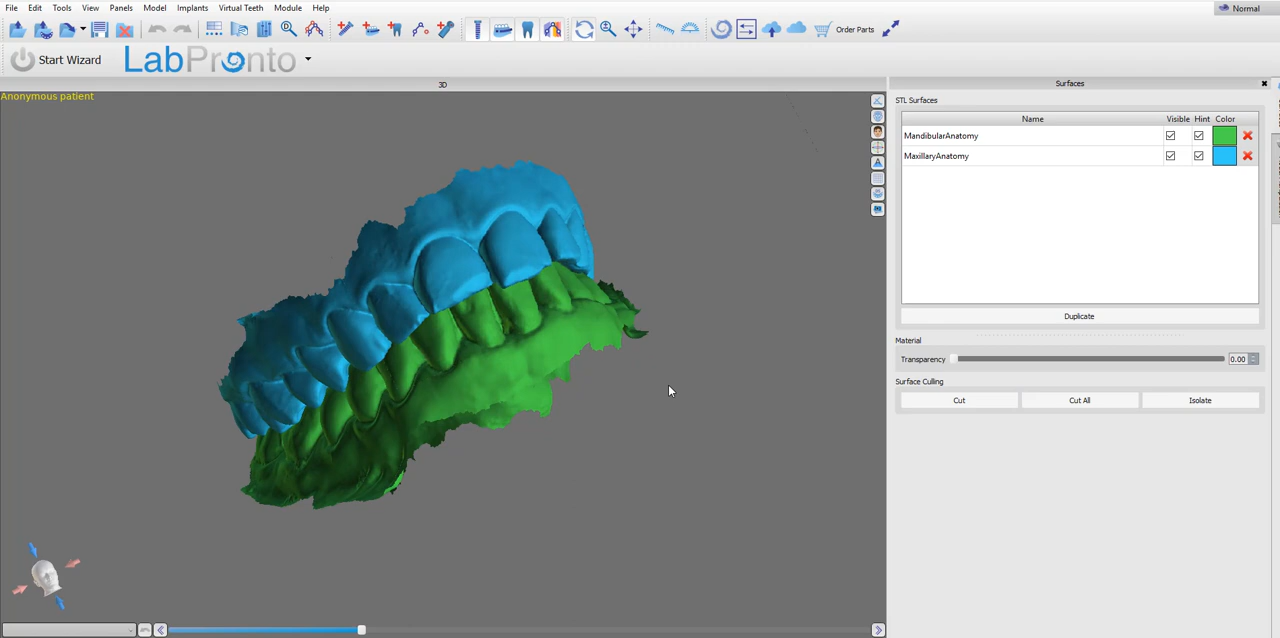 File Edit Tools View Panels Model Implants Virtual Teeth Module Help
Normal
Order Parts
Start Wizard LabPronto
3D Surfaces
Anonymous patient
STL Surfaces
Name Visible Hint Color
MandibularAnatomy
MaxillaryAnatomy
Duplicate
Material
Transparency 0.00
Surface Culling
Cut Cut All Isolate